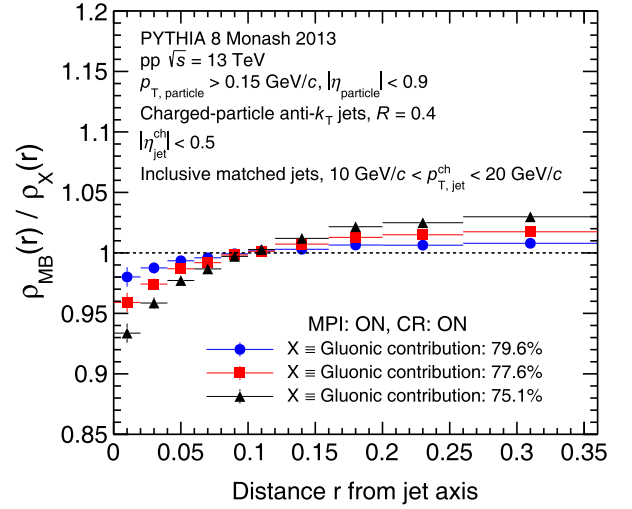 PYTHIA 8 Monash 2013
pp √s = 13 TeV
p_T, particle > 0.15 GeV/c, |η_particle| < 0.9
Charged-particle anti-k_T jets, R = 0.4
|η^ch_jet| < 0.5
Inclusive matched jets, 10 GeV/c < p^ch_T, jet < 20 GeV/c
ρ_MB(r) / ρ_X(r)
1.2
1.15
1.1
1.05
1
0.95
0.9
0.85
MPI: ON, CR: ON
X ≡ Gluonic contribution: 79.6%
X ≡ Gluonic contribution: 77.6%
X ≡ Gluonic contribution: 75.1%
0 0.05 0.1 0.15 0.2 0.25 0.3 0.35
Distance r from jet axis